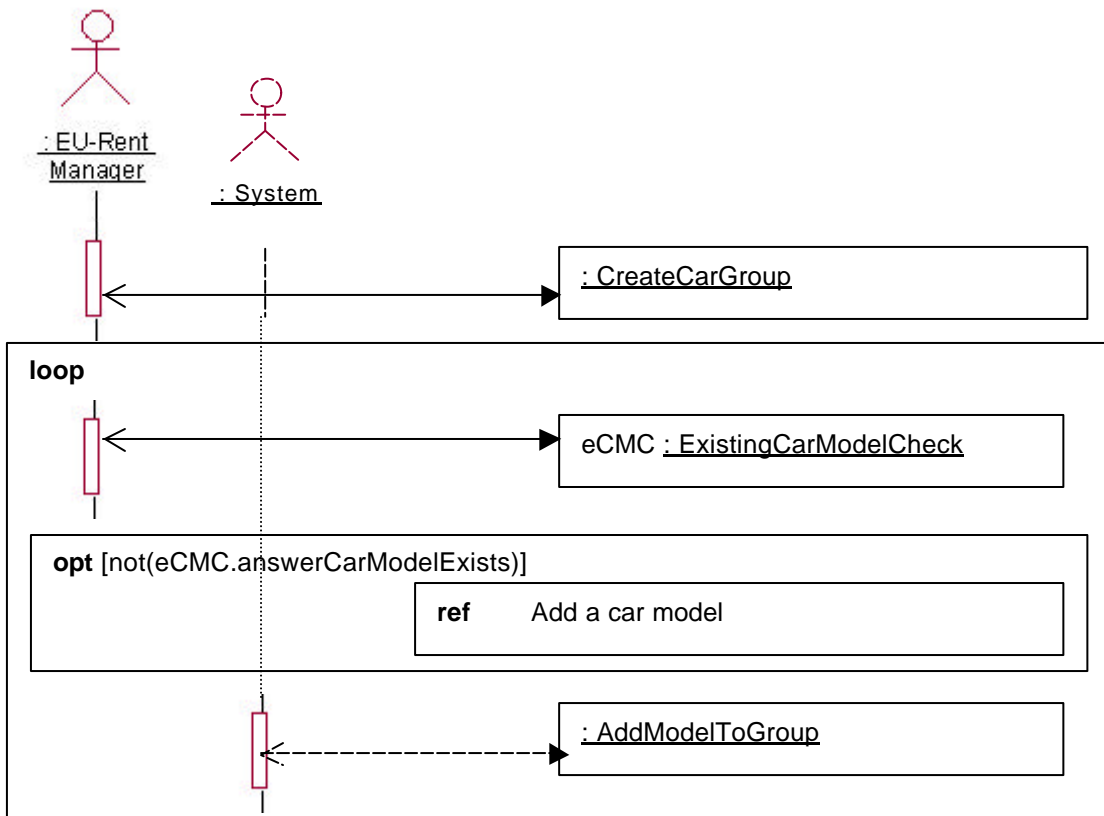 : EU-Rent
Manager
: System
: CreateCarGroup
loop
eCMC : ExistingCarModelCheck
opt [not(eCMC.answerCarModelExists)]
ref Add a car model
: AddModelToGroup